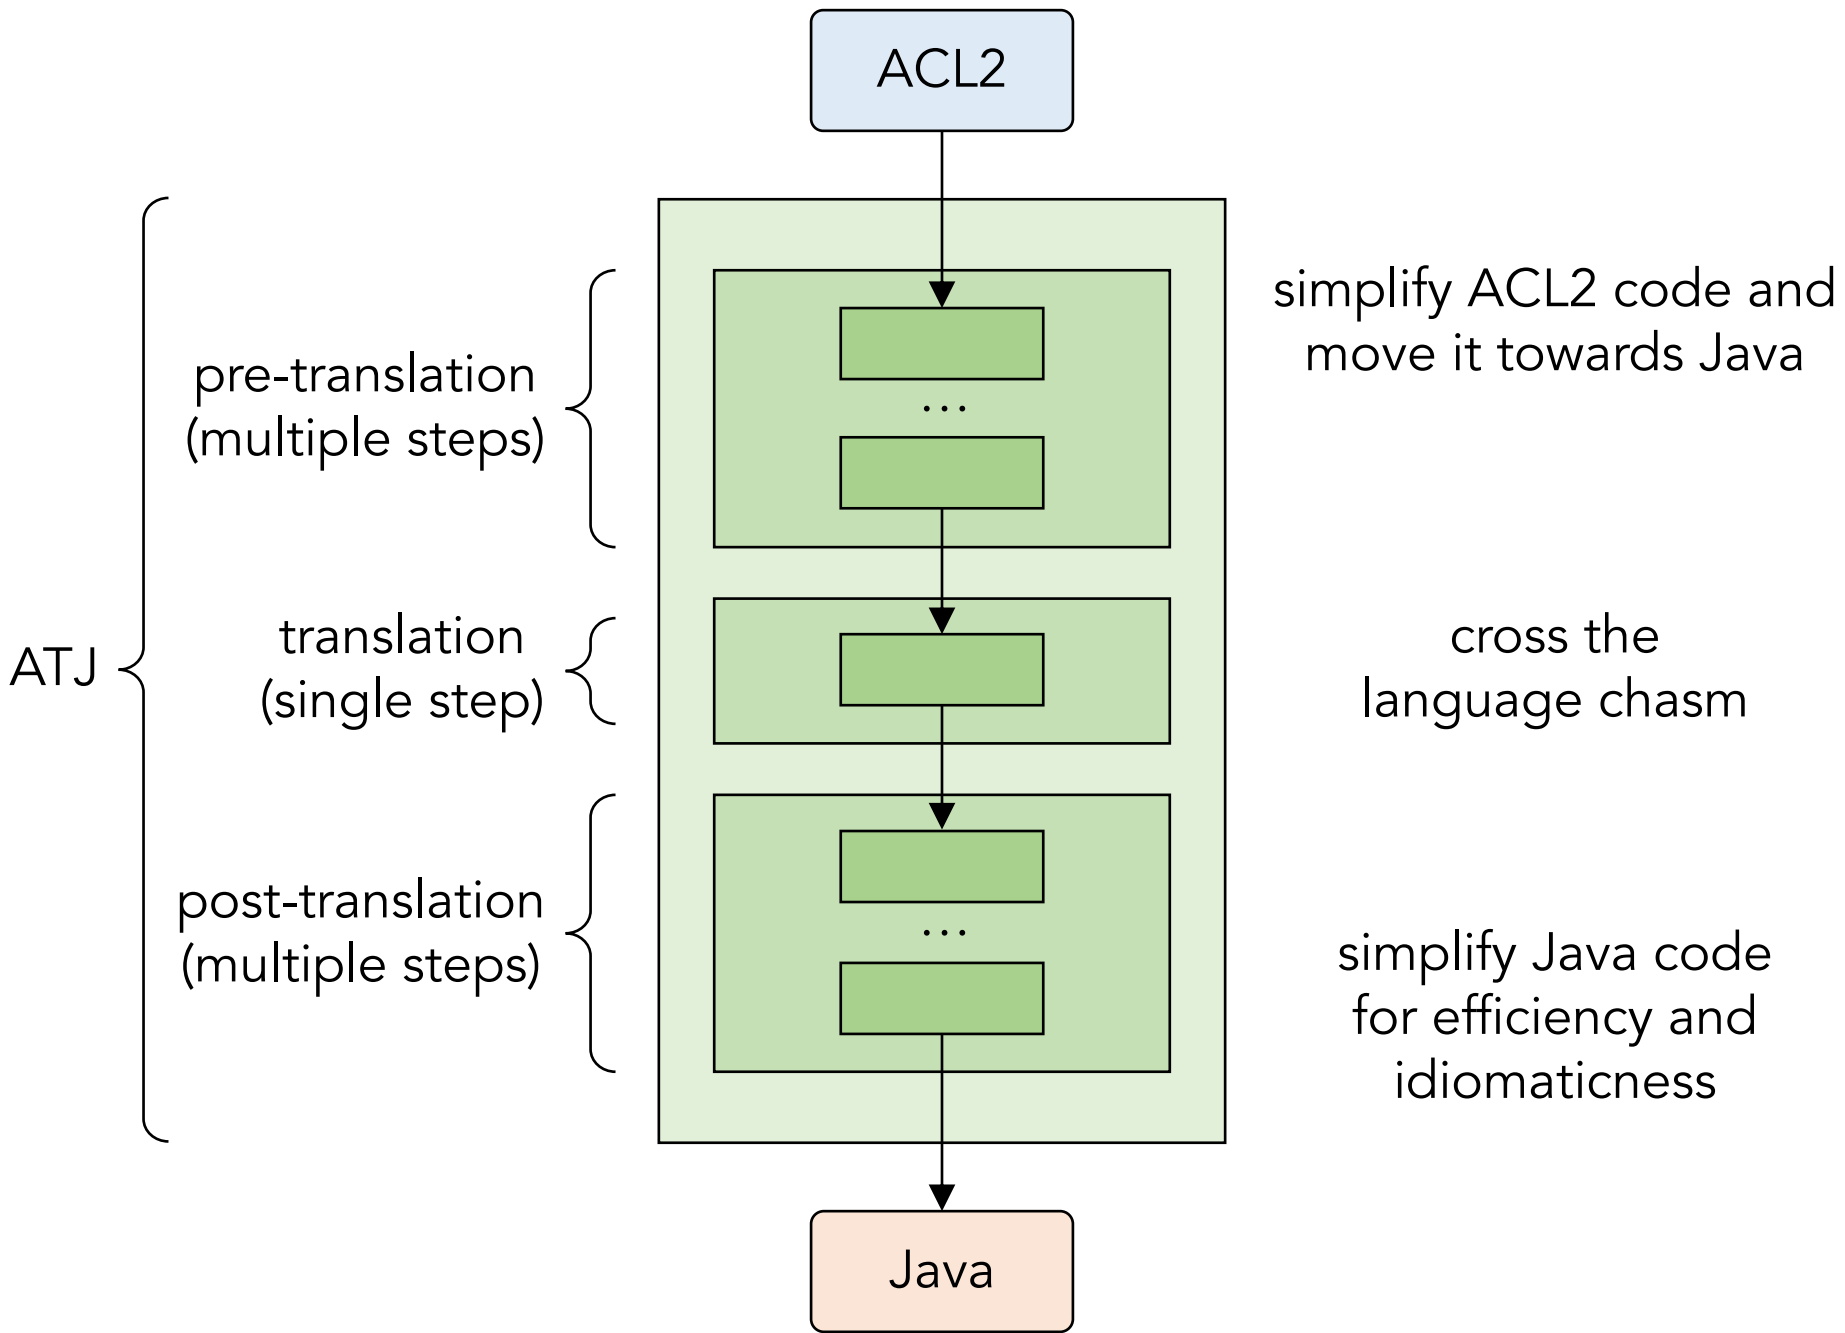 ACL2
simplify ACL2 code and
move it towards Java
pre-translation
(multiple steps)
...
ATJ
translation
(single step)
cross the
language chasm
post-translation
(multiple steps)
...
simplify Java code
for efficiency and
idiomaticness
Java